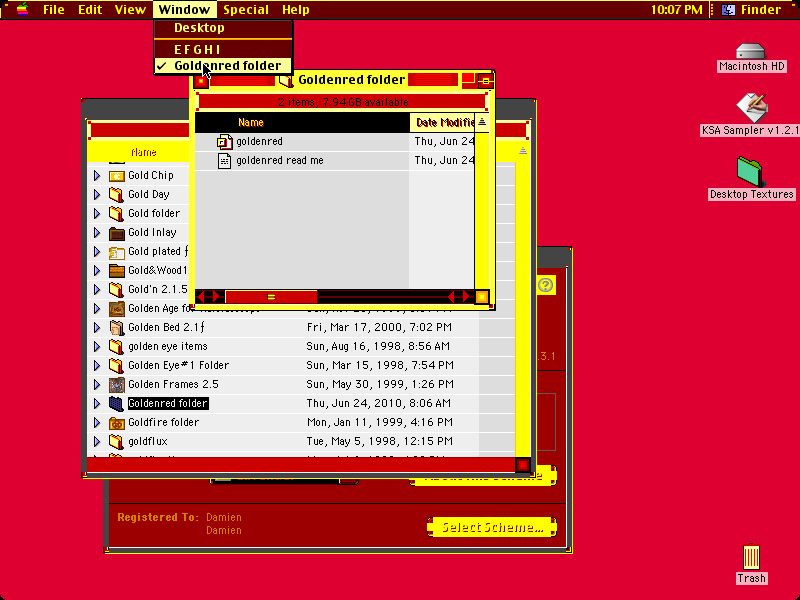 File Edit View Window Special Help 10:07 PM Finder
Desktop
E F G H I
Goldenred folder
Goldenred folder
2 items, 7.94 GB available
Name Date Modifie
goldenred Thu, Jun 24
goldenred read me Thu, Jun 24
Name
Gold Chip
Gold Day
Gold folder
Gold Inlay
Gold plated ƒ
Gold&Wood1
Gold'n 2.1.5
Golden Age for
Golden Bed 2.1ƒ Fri, Mar 17, 2000, 7:02 PM
golden eye items Sun, Aug 16, 1998, 8:56 AM
Golden Eye#1 Folder Sun, Mar 15, 1998, 7:54 PM
Golden Frames 2.5 Sun, May 30, 1999, 1:26 PM
Goldenred folder Thu, Jun 24, 2010, 8:06 AM
Goldfire folder Mon, Jan 11, 1999, 4:16 PM
goldflux Tue, May 5, 1998, 12:15 PM
?
3.1
Registered To: Damien
Damien
Select Scheme...
Macintosh HD
KSA Sampler v1.2.1
Desktop Textures
Trash